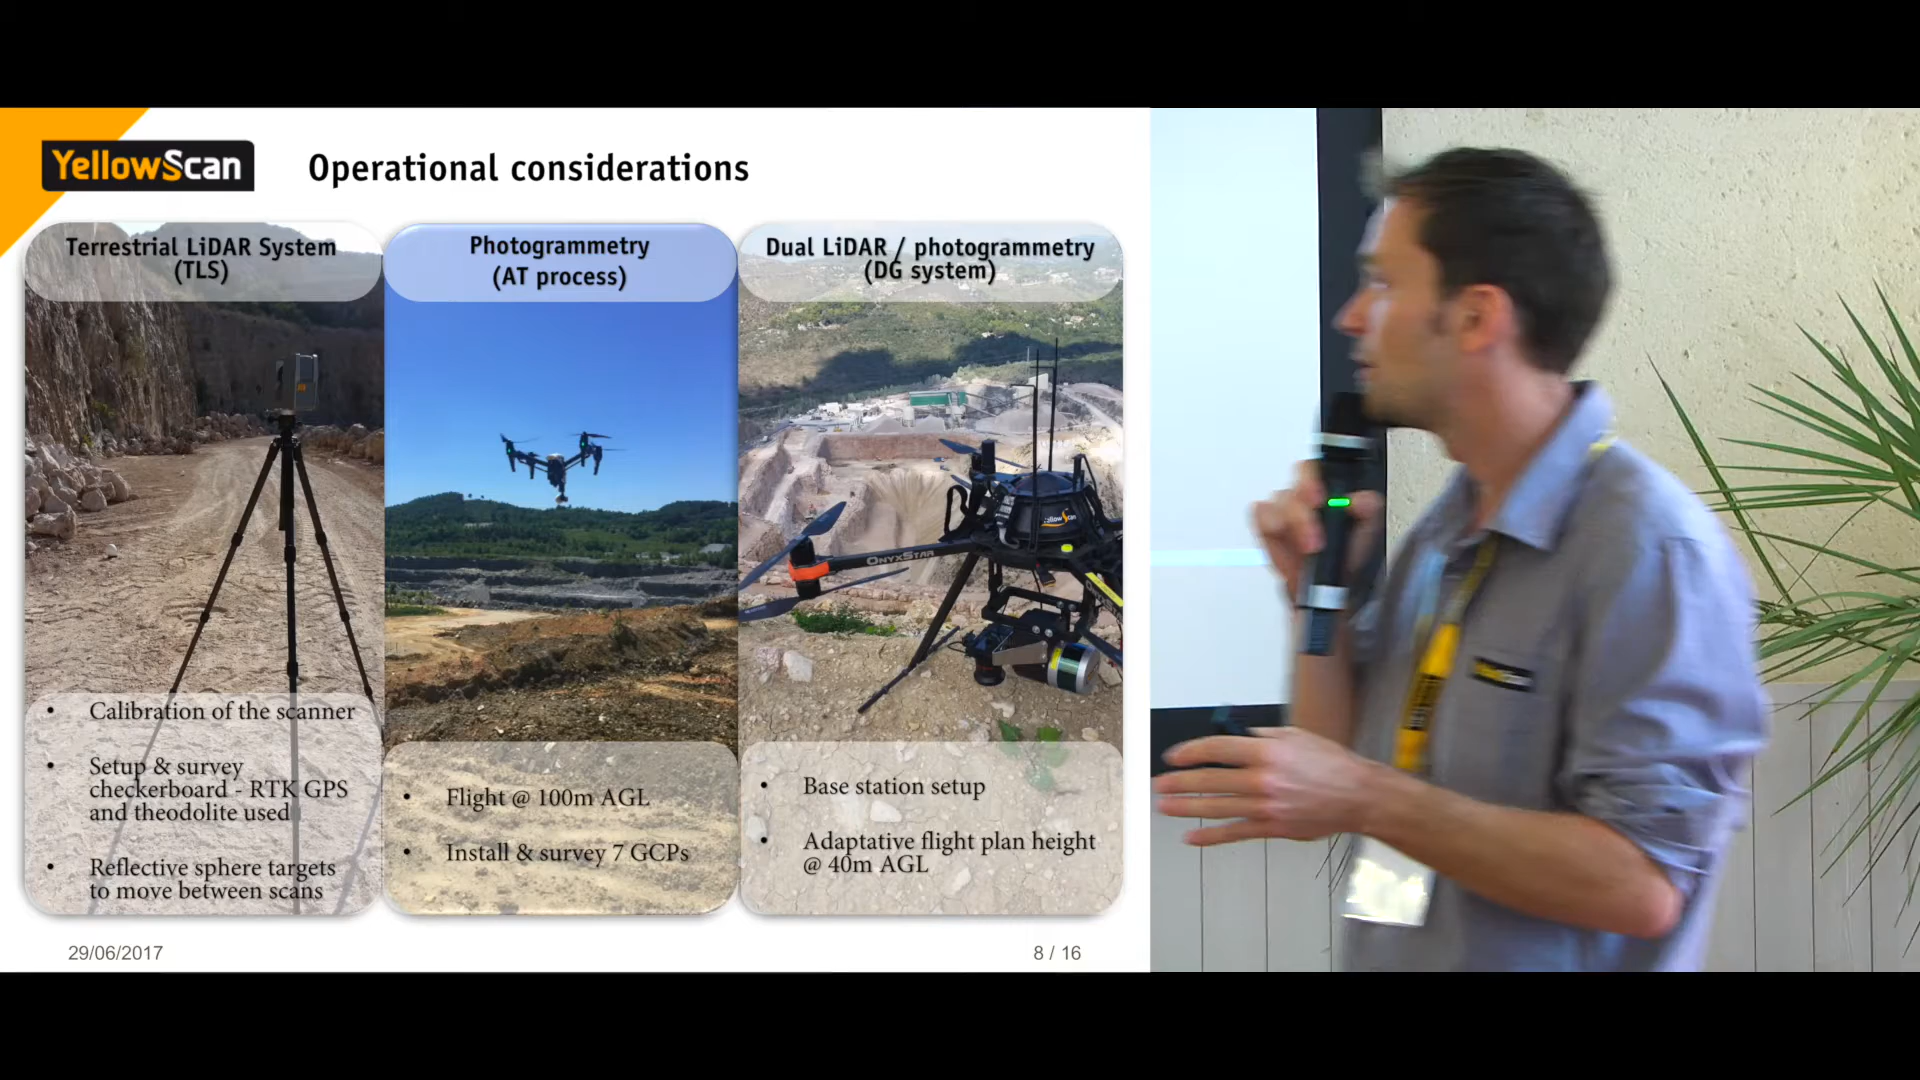 YellowScan
Operational considerations
Terrestrial LiDAR System
(TLS)
Photogrammetry
(AT process)
Dual LiDAR / photogrammetry
(DG system)
YellowScan
ONYXSTAR
• Calibration of the scanner
• Setup & survey
checkerboard - RTK GPS
and theodolite used
• Reflective sphere targets
to move between scans
• Flight @ 100m AGL
• Install & survey 7 GCPs
• Base station setup
• Adaptative flight plan height
@ 40m AGL
29/06/2017
8 / 16